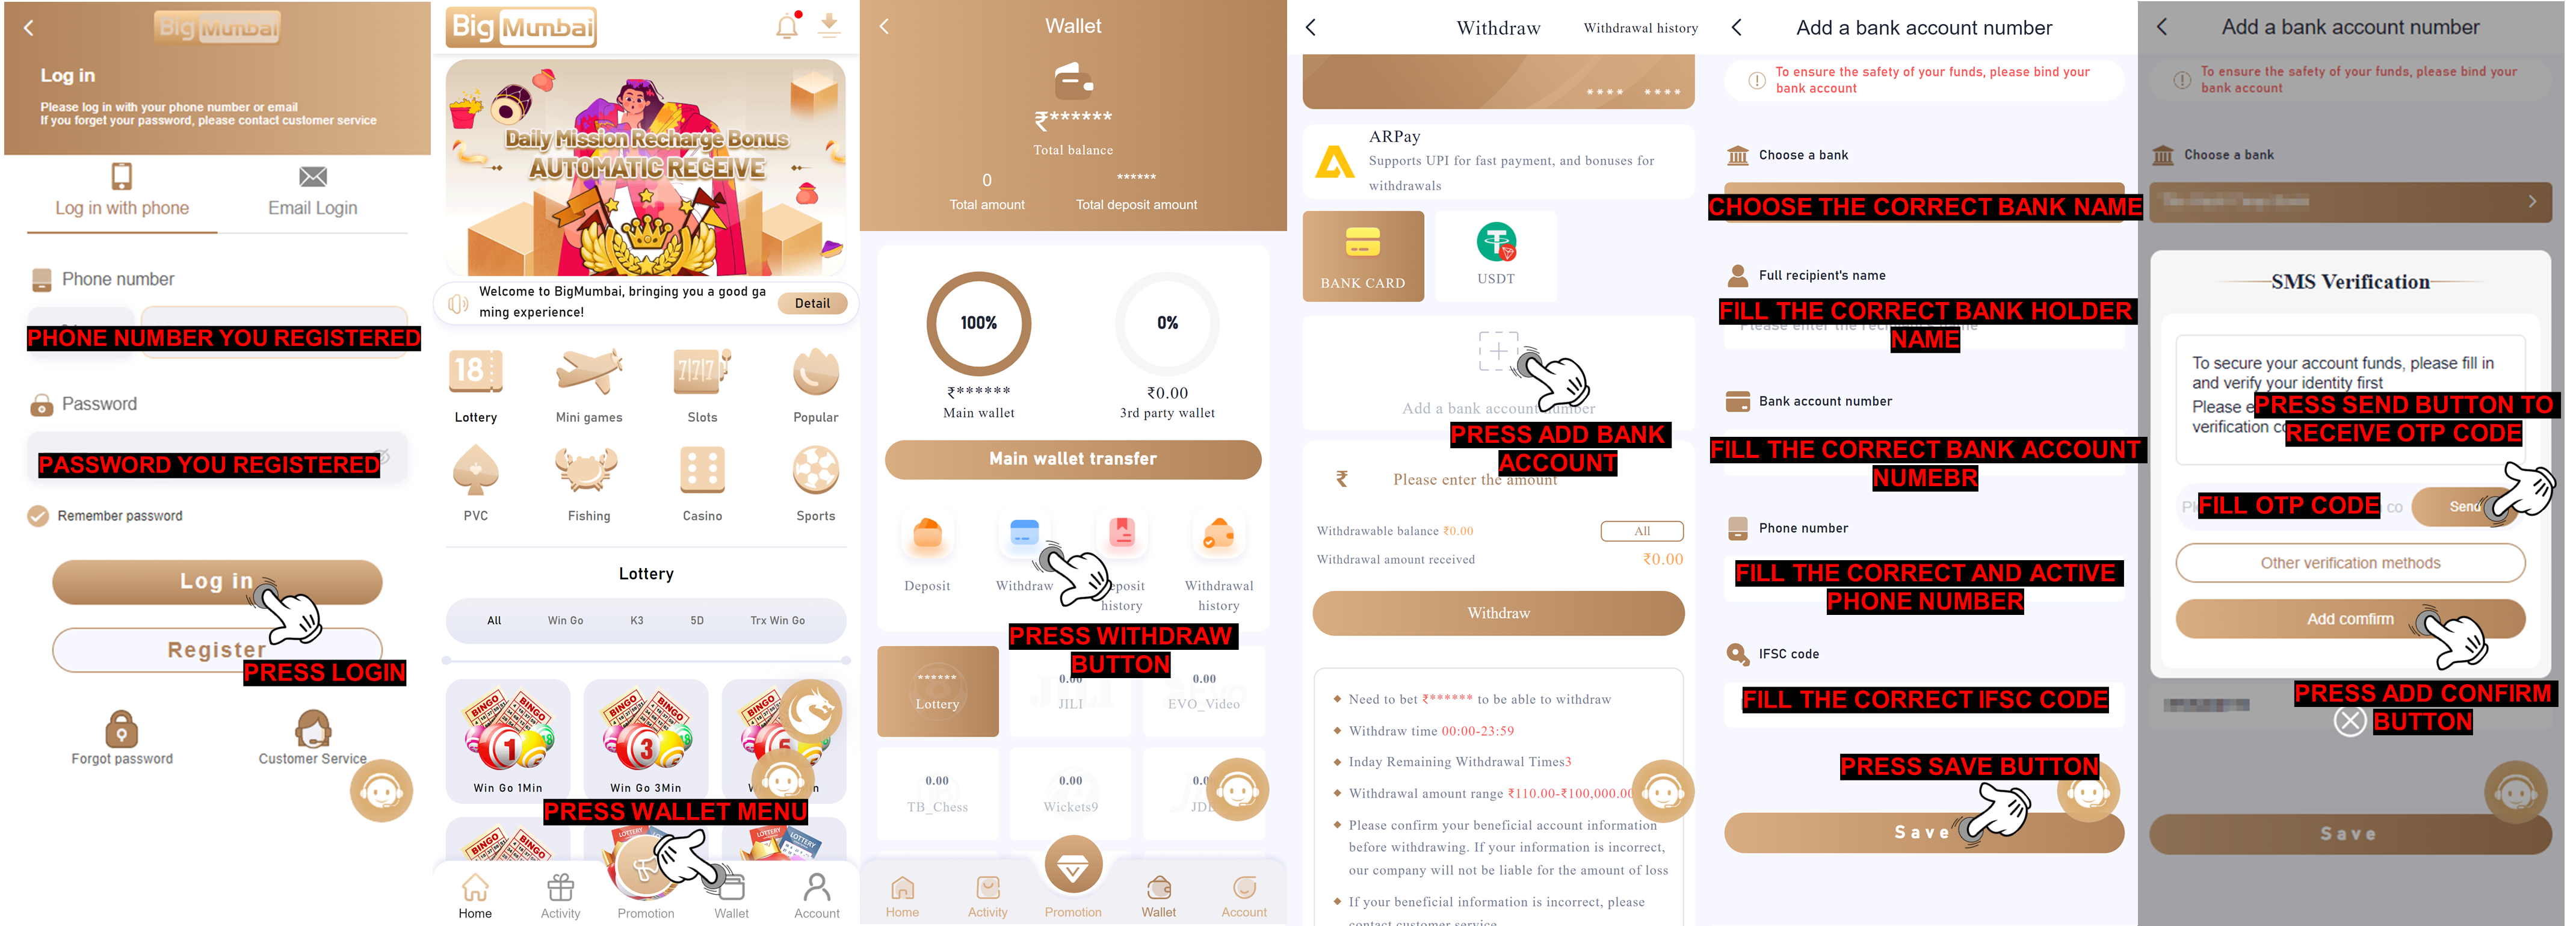 Big Mumbai
Log in
Please log in with your phone number or email
If you forget your password, please contact customer service
Log in with phone
Email Login
Phone number
PHONE NUMBER YOU REGISTERED
Password
PASSWORD YOU REGISTERED
Remember password
Log in
Register
PRESS LOGIN
Forgot password
Customer Service
Big Mumbai
Daily Mission Recharge Bonus
AUTOMATIC RECEIVE
Welcome to BigMumbai, bringing you a good ga
ming experience!
Detail
18
777
Lottery
Mini games
Slots
Popular
PVC
Fishing
Casino
Sports
Lottery
All
Win Go
K3
5D
Trx Win Go
BINGO
BINGO
BINGO
1
3
Win Go 1Min
Win Go 3Min
PRESS WALLET MENU
BINGO
LOTTERY
LOTTERY
LOTTERY
Home
Activity
Promotion
Wallet
Account
Wallet
₹******
Total balance
0
******
Total amount
Total deposit amount
100%
0%
₹******
₹0.00
Main wallet
3rd party wallet
Main wallet transfer
Deposit
Withdraw
eposit
history
Withdrawal
history
PRESS WITHDRAW
BUTTON
******
Lottery
0.00
JILI
0.00
EVO_Video
0.00
TB_Chess
0.00
Wickets9
0.0
JD
Home
Activity
Promotion
Wallet
Account
Withdraw
Withdrawal history
**** ****
ARPay
Supports UPI for fast payment, and bonuses for
withdrawals
BANK CARD
USDT
Add a bank account number
PRESS ADD BANK
ACCOUNT
₹
Please enter the amount
Withdrawable balance ₹0.00
All
Withdrawal amount received
₹0.00
Withdraw
Need to bet ₹****** to be able to withdraw
Withdraw time 00:00-23:59
Inday Remaining Withdrawal Times3
Withdrawal amount range ₹110.00-₹100,000.00
Please confirm your beneficial account information
before withdrawing. If your information is incorrect,
our company will not be liable for the amount of loss
If your beneficial information is incorrect, please
contact customer service
Add a bank account number
To ensure the safety of your funds, please bind your
bank account
Choose a bank
CHOOSE THE CORRECT BANK NAME
Full recipient's name
FILL THE CORRECT BANK HOLDER
NAME
Bank account number
FILL THE CORRECT BANK ACCOUNT
NUMEBR
Phone number
FILL THE CORRECT AND ACTIVE
PHONE NUMBER
IFSC code
FILL THE CORRECT IFSC CODE
PRESS SAVE BUTTON
Save
Add a bank account number
To ensure the safety of your funds, please bind your
bank account
Choose a bank
SMS Verification
To secure your account funds, please fill in
and verify your identity first
Please e
verification co
PRESS SEND BUTTON TO
RECEIVE OTP CODE
FILL OTP CODE
co
Send
Other verification methods
Add comfirm
PRESS ADD CONFIRM
BUTTON
Save